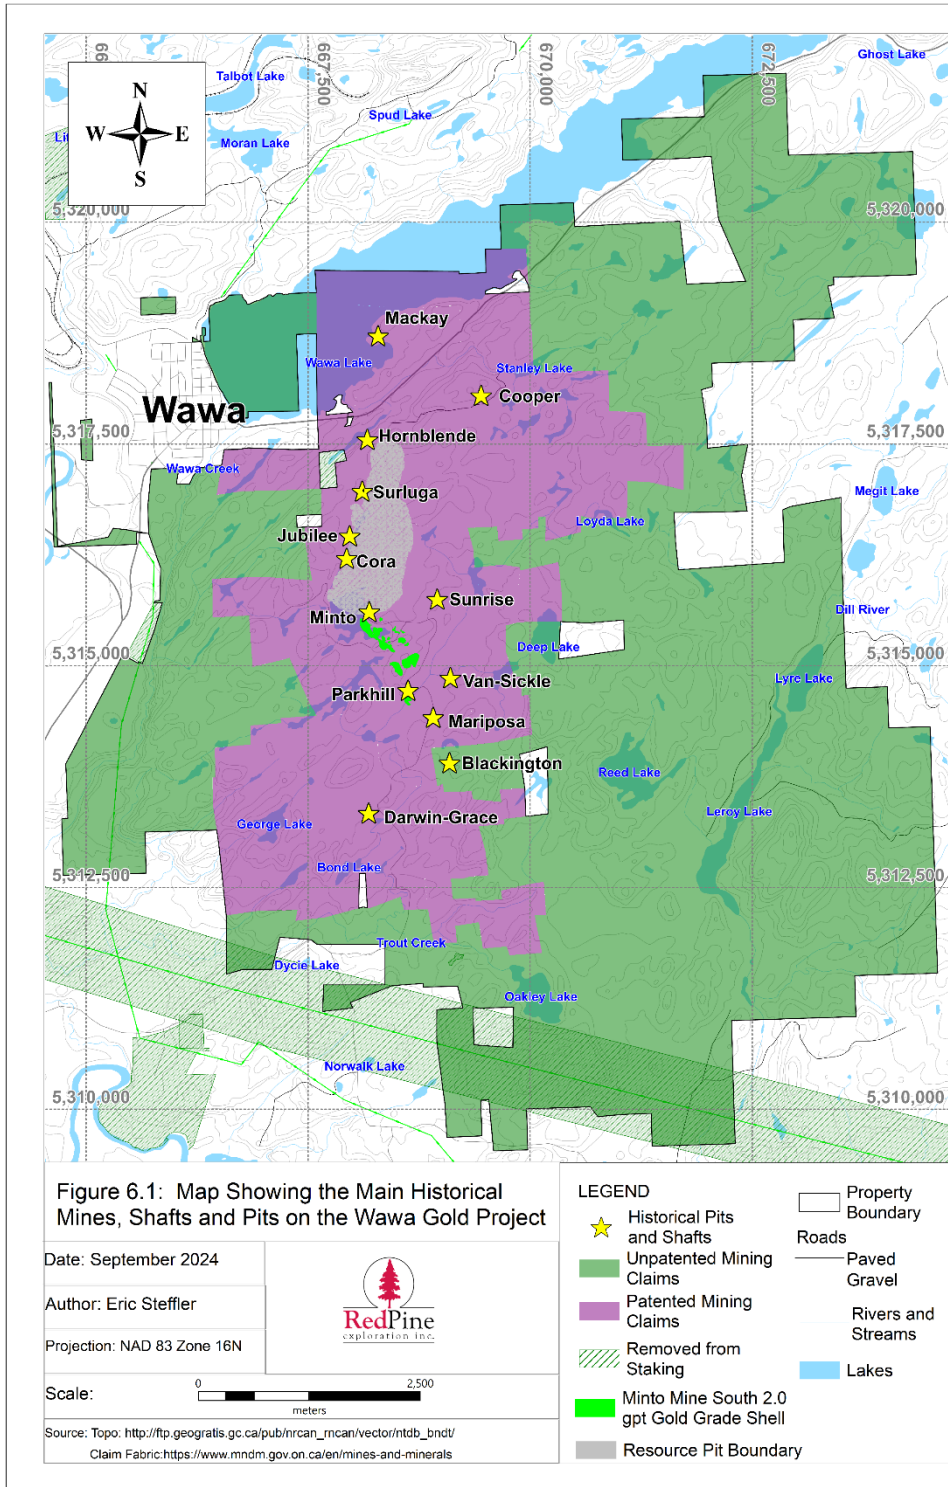 Ghost Lake
Talbot Lake
Spud Lake
Moran Lake
N
W E
S
667,500
670,000
672,500
5,320,000
5,320,000
Mackay
Wawa Lake
Stanley Lake
Cooper
Wawa
Hornblende
5,317,500
5,317,500
Wawa Creek
Surluga
Megit Lake
Loyda Lake
Jubilee
Cora
Sunrise
Minto
Dill River
Deep Lake
5,315,000
5,315,000
Van-Sickle
Lyre Lake
Parkhill
Mariposa
Blackington
Reed Lake
Leroy Lake
Darwin-Grace
George Lake
Bond Lake
5,312,500
5,312,500
Trout Creek
Dycie Lake
Oakley Lake
Norwalk Lake
5,310,000
5,310,000
Figure 6.1: Map Showing the Main Historical
Mines, Shafts and Pits on the Wawa Gold Project
Date: September 2024
Author: Eric Steffler
Projection: NAD 83 Zone 16N
RedPine
exploration inc.
Scale:
0 2,500
meters
Source: Topo: http://ftp.geogratis.gc.ca/pub/nrcan_rncan/vector/ntdb_bndt/
Claim Fabric:https://www.mndm.gov.on.ca/en/mines-and-minerals
LEGEND
Historical Pits
and Shafts
Unpatented Mining
Claims
Patented Mining
Claims
Removed from
Staking
Minto Mine South 2.0
gpt Gold Grade Shell
Resource Pit Boundary
Property
Boundary
Roads
Paved
Gravel
Rivers and
Streams
Lakes